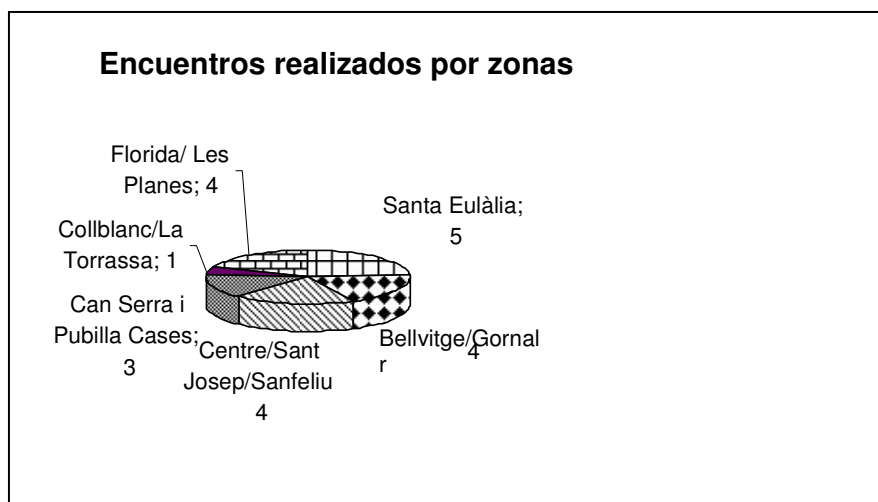 Encuentros realizados por zonas
Florida/ Les
Planes; 4
Santa Eulàlia;
5
Collblanc/La
Torrassa; 1
Can Serra i
Pubilla Cases;
3
Centre/Sant
Josep/Sanfeliu
4
Bellvitge/Gornal
r
4